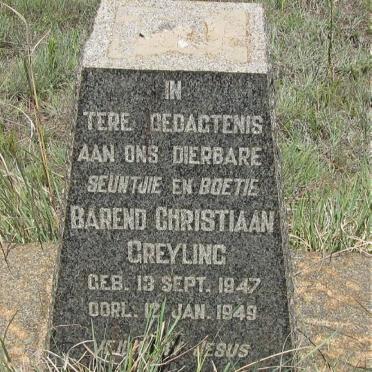 IN
TERE GEDAGTENIS
AAN ONS DIERBARE
SEUNTJIE EN BOETIE
BAREND CHRISTIAAN
GREYLING
GEB. 13 SEPT. 1947
OORL. 12 JAN. 1949
JESUS